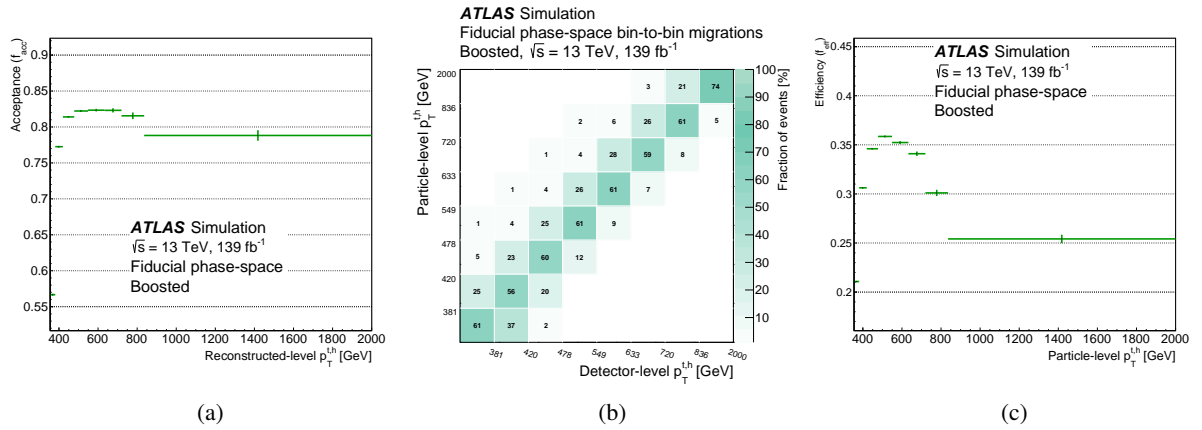 Acceptance (f_acc)
0.9
0.85
0.8
0.75
0.7
0.65
0.6
0.55
ATLAS Simulation
√s = 13 TeV, 139 fb⁻¹
Fiducial phase-space
Boosted
400 600 800 1000 1200 1400 1600 1800 2000
Reconstructed-level p_T^{t,h} [GeV]
(a)
ATLAS Simulation
Fiducial phase-space bin-to-bin migrations
Boosted, √s = 13 TeV, 139 fb⁻¹
Particle-level p_T^{t,h} [GeV]
2000
3 21 74
836
2 6 26 61 5
720
1 4 28 59 8
633
1 4 26 61 7
549
1 4 25 61 9
478
5 23 60 12
420
25 56 20
381
61 37 2
381 420 478 549 633 720 836 2000
Detector-level p_T^{t,h} [GeV]
100
90
80
70
60
50
40
30
20
10
Fraction of events [%]
(b)
Efficiency (f_eff)
0.45
0.4
0.35
0.3
0.25
0.2
ATLAS Simulation
√s = 13 TeV, 139 fb⁻¹
Fiducial phase-space
Boosted
400 600 800 1000 1200 1400 1600 1800 2000
Particle-level p_T^{t,h} [GeV]
(c)